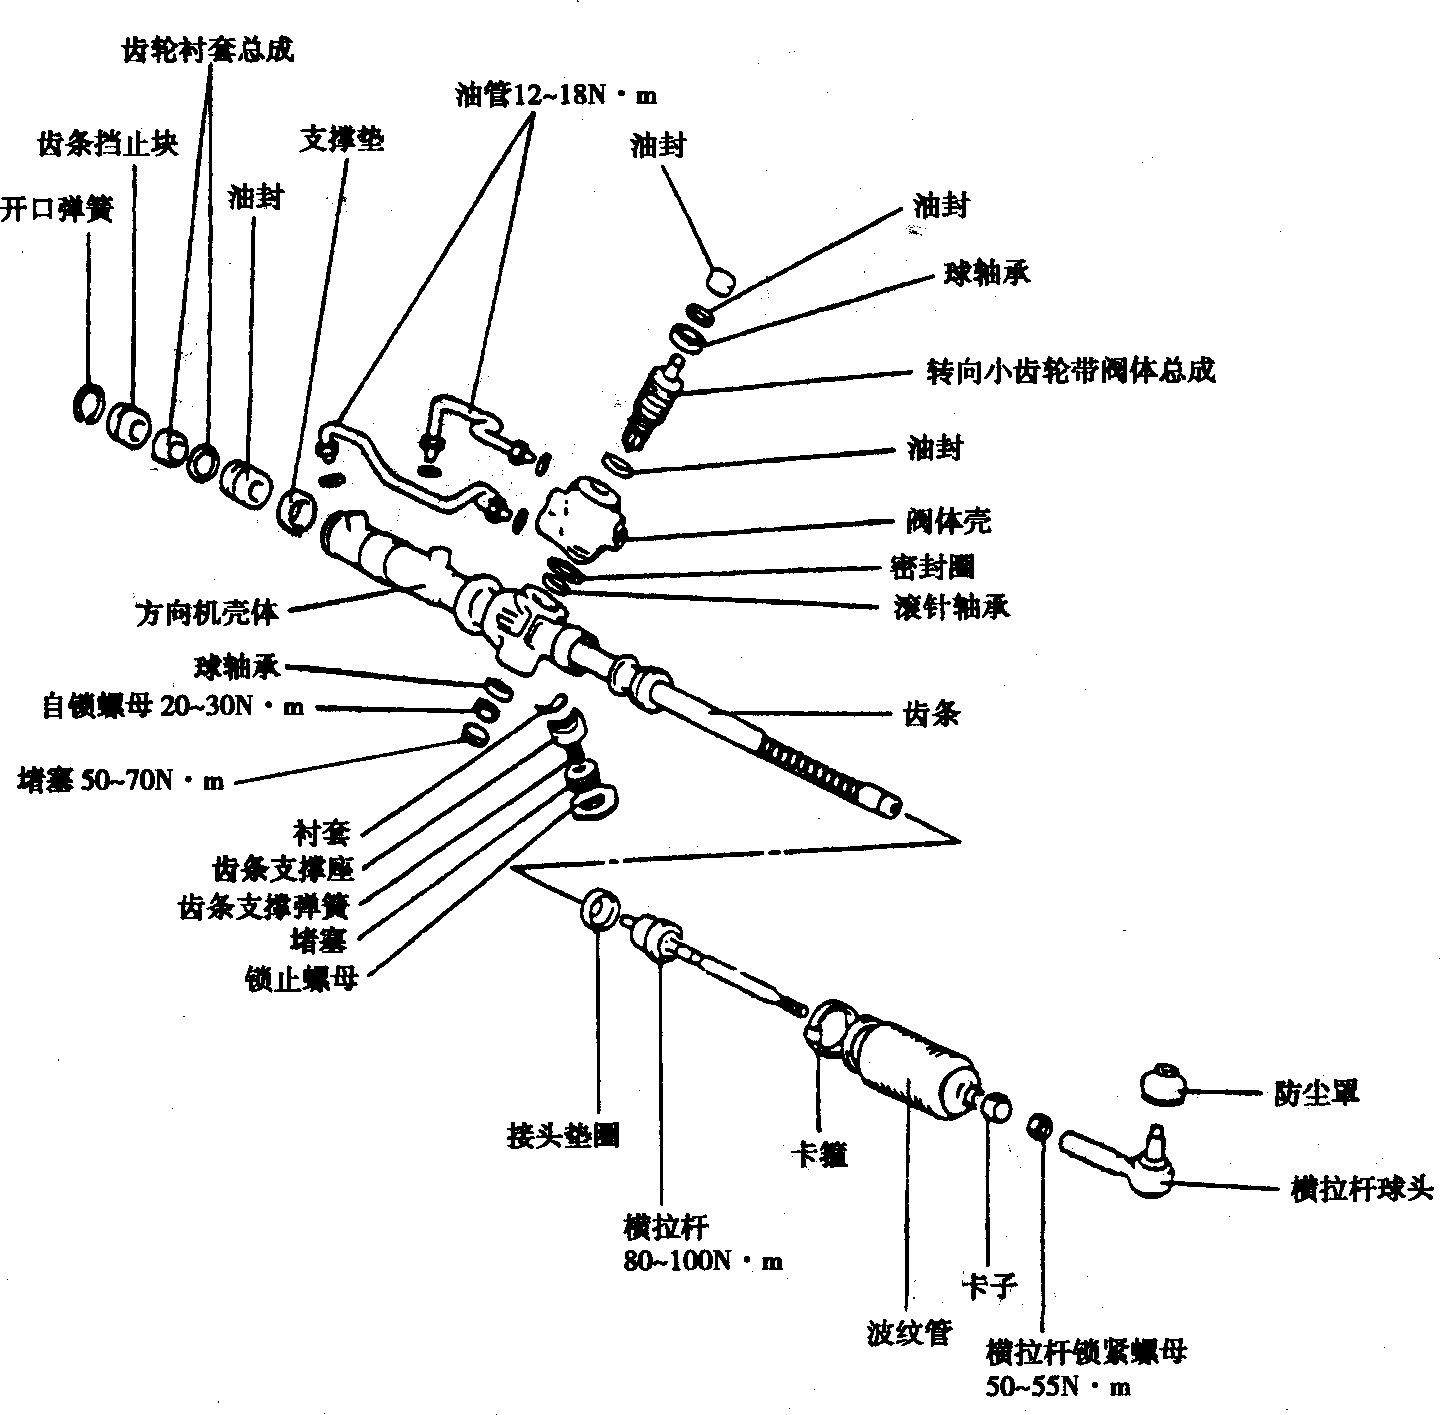 齿轮衬套总成
油管12~18N·m
齿条挡止块
支撑垫
油封
开口弹簧
油封
油封
球轴承
转向小齿轮带阀体总成
油封
阀体壳
密封圈
滚针轴承
方向机壳体
球轴承
自锁螺母20~30N·m
齿条
堵塞50~70N·m
衬套
齿条支撑座
齿条支撑弹簧
堵塞
锁止螺母
防尘罩
接头垫圈
卡箍
横拉杆球头
横拉杆
80~100N·m
卡子
波纹管
横拉杆锁紧螺母
50~55N·m